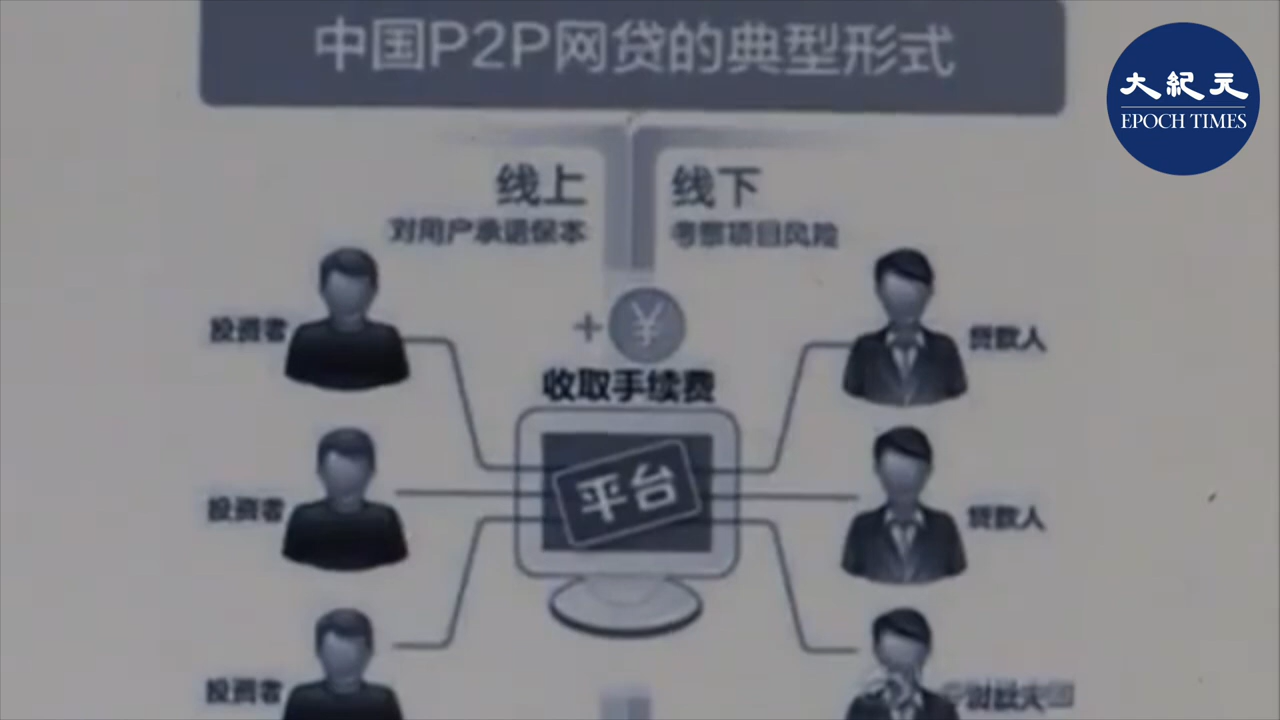 中国P2P网贷的典型形式
大紀元
EPOCH TIMES
线上
对用户承诺保本
线下
考察项目风险
+ ¥
收取手续费
平台
投资者
贷款人
投资者
贷款人
投资者